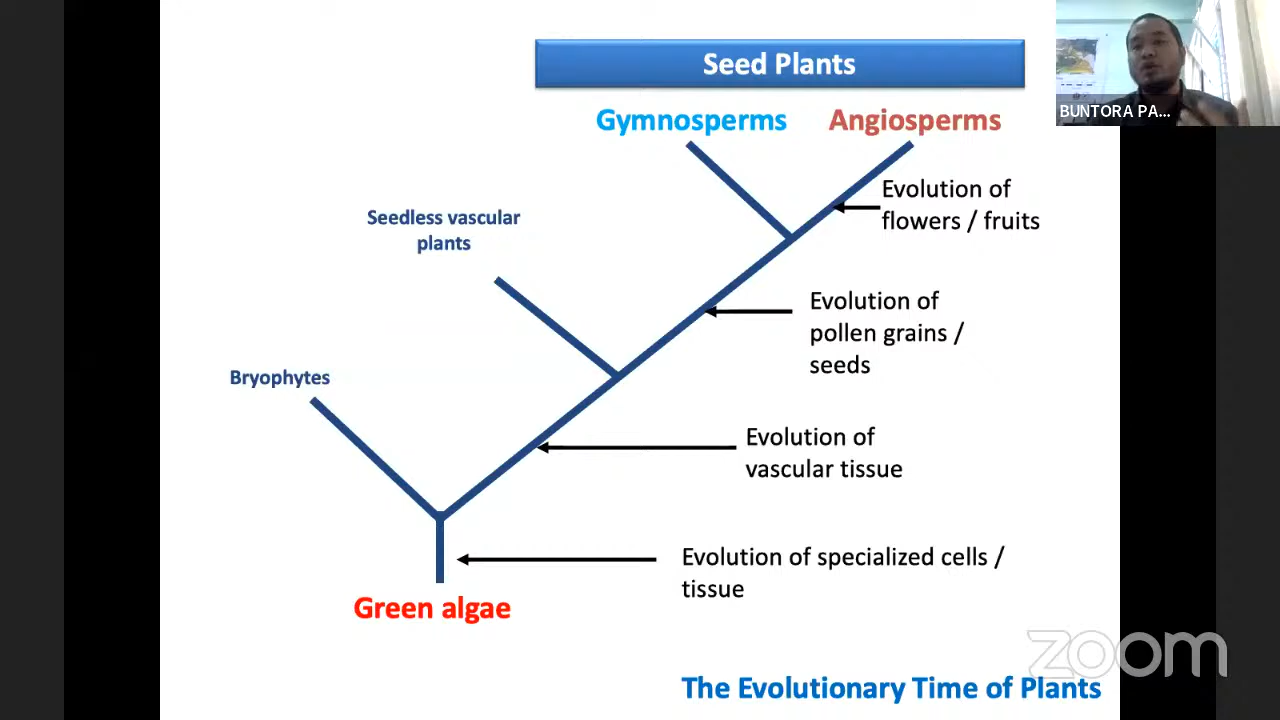 Seed Plants
Gymnosperms
Angiosperms
BUNTORA PA...
Evolution of
flowers / fruits
Seedless vascular
plants
Evolution of
pollen grains /
seeds
Bryophytes
Evolution of
vascular tissue
Evolution of specialized cells /
tissue
Green algae
zoom
The Evolutionary Time of Plants